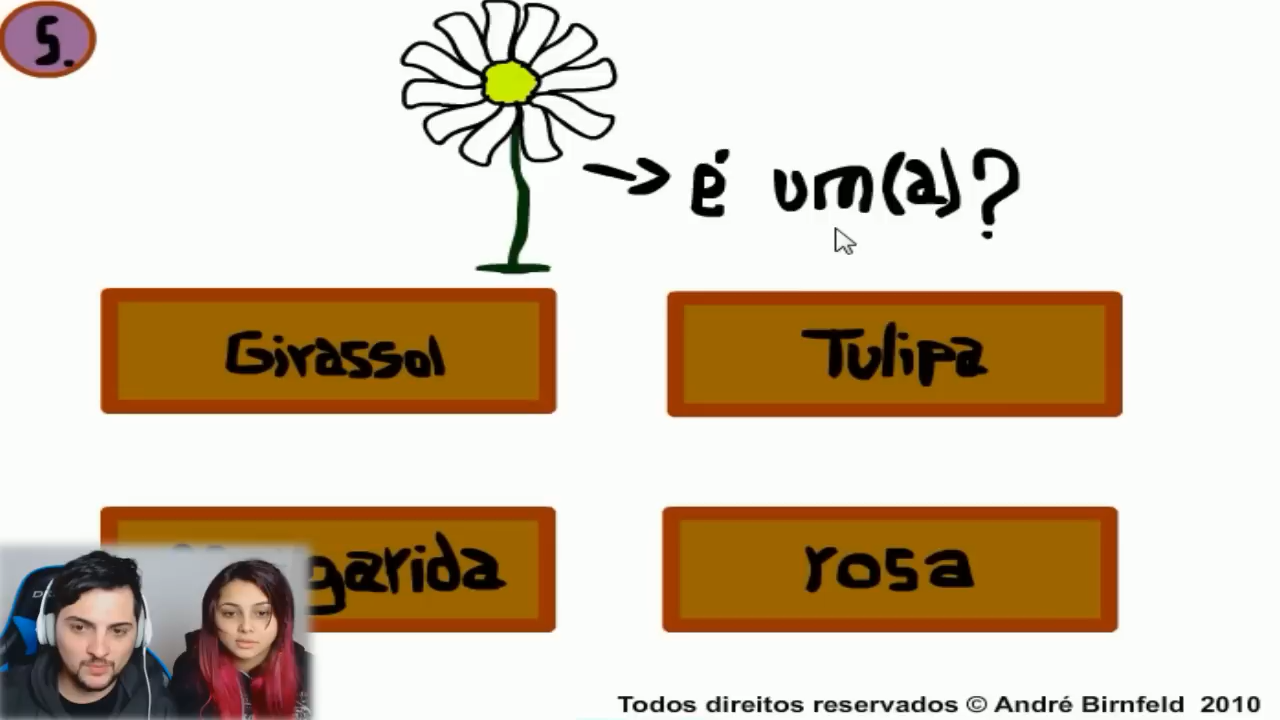 5.
é um(a)?
Girassol
Tulipa
garida
rosa
Todos direitos reservados © André Birnfeld 2010